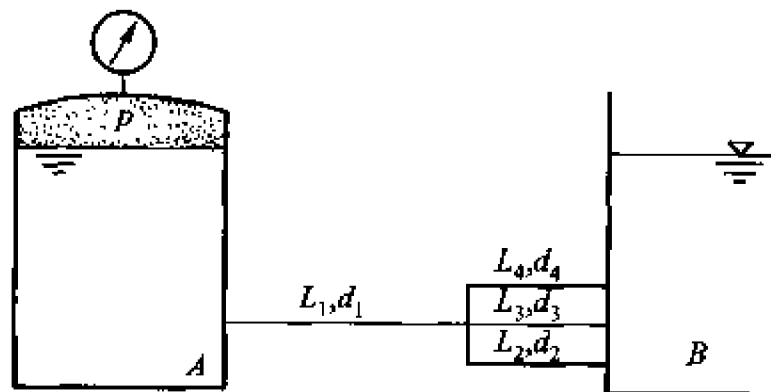 p
L₄,d₄
L₁,d₁
L₃,d₃
L₂,d₂
A
B